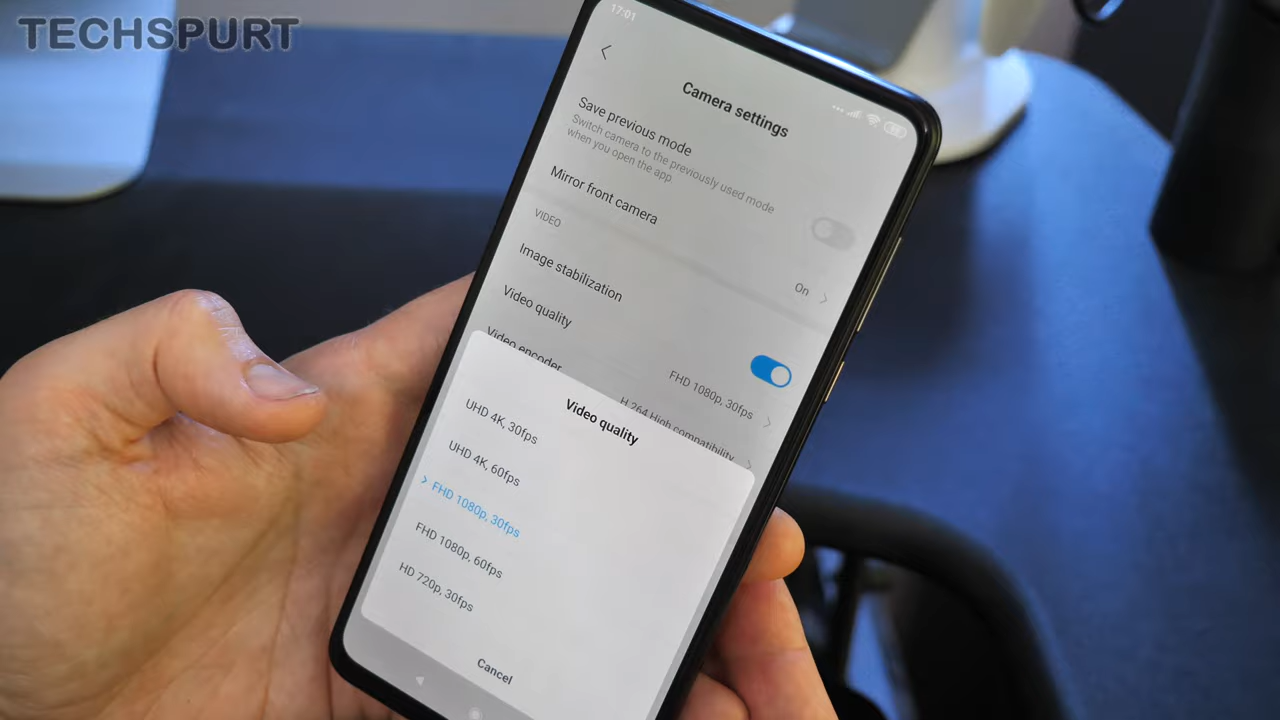 TECHSPURT
17:01
Camera settings
Save previous mode
Switch camera to the previously used mode
when you open the app
Mirror front camera
On
VIDEO
Image stabilization
Video quality
FHD 1080p, 30fps
Video encoder
H.264 High compatibility
Video quality
UHD 4K, 30fps
UHD 4K, 60fps
FHD 1080p, 30fps
FHD 1080p, 60fps
HD 720p, 30fps
Cancel